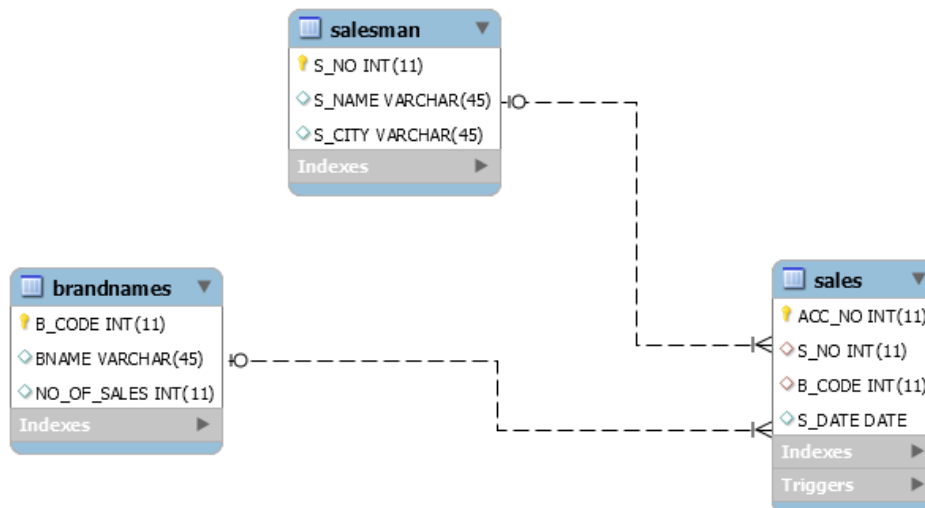 salesman
S_NO INT(11)
S_NAME VARCHAR(45)
S_CITY VARCHAR(45)
Indexes
brandnames
B_CODE INT(11)
BNAME VARCHAR(45)
NO_OF_SALES INT(11)
Indexes
sales
ACC_NO INT(11)
S_NO INT(11)
B_CODE INT(11)
S_DATE DATE
Indexes
Triggers